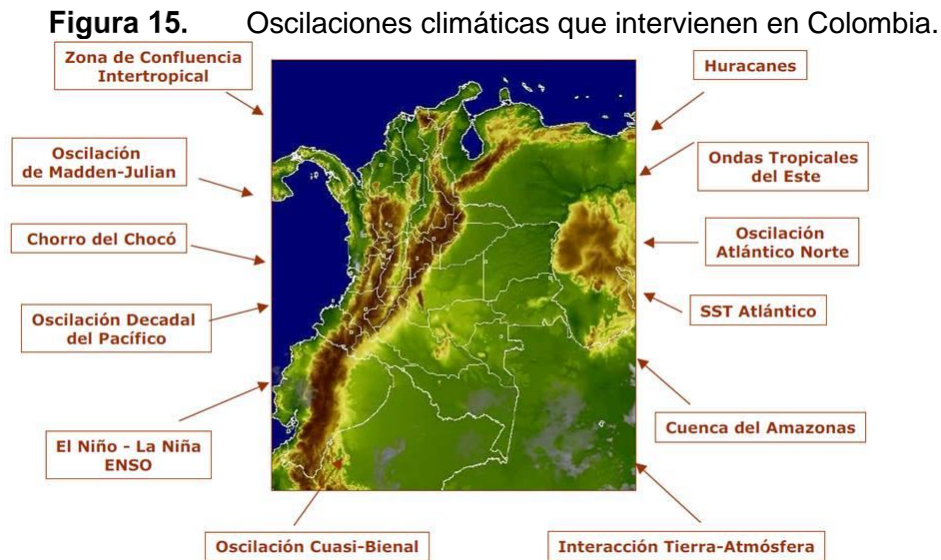 Figura 15. Oscilaciones climáticas que intervienen en Colombia.
Zona de Confluencia
Intertropical
Huracanes
Oscilación
de Madden-Julian
Ondas Tropicales
del Este
Chorro del Chocó
Oscilación
Atlántico Norte
Oscilación Decadal
del Pacífico
SST Atlántico
El Niño - La Niña
ENSO
Cuenca del Amazonas
Oscilación Cuasi-Bienal
Interacción Tierra-Atmósfera